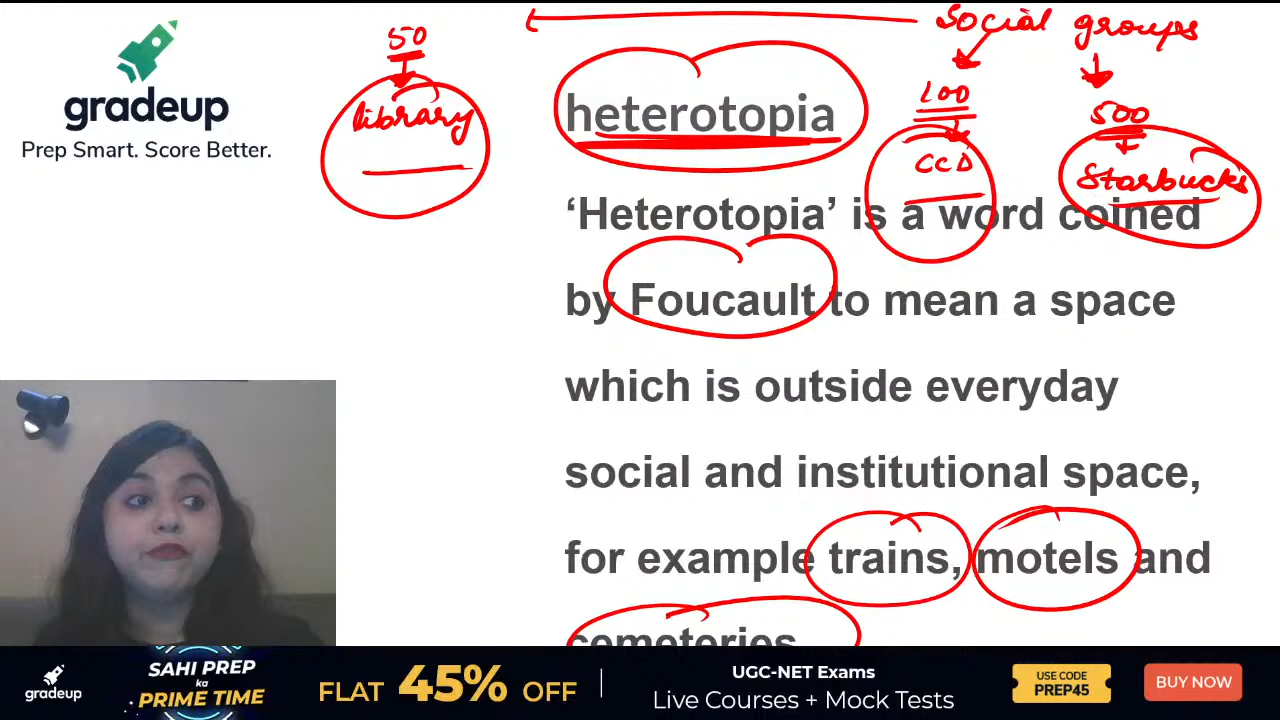 gradeup
Prep Smart. Score Better.
50
library
Social groups
100
CCD
500
Starbucks
heterotopia
‘Heterotopia’ is a word coined
by Foucault to mean a space
which is outside everyday
social and institutional space,
for example trains, motels and
cemeteries
gradeup
SAHI PREP
ka
PRIME TIME
FLAT 45% OFF
UGC-NET Exams
Live Courses + Mock Tests
USE CODE
PREP45
BUY NOW